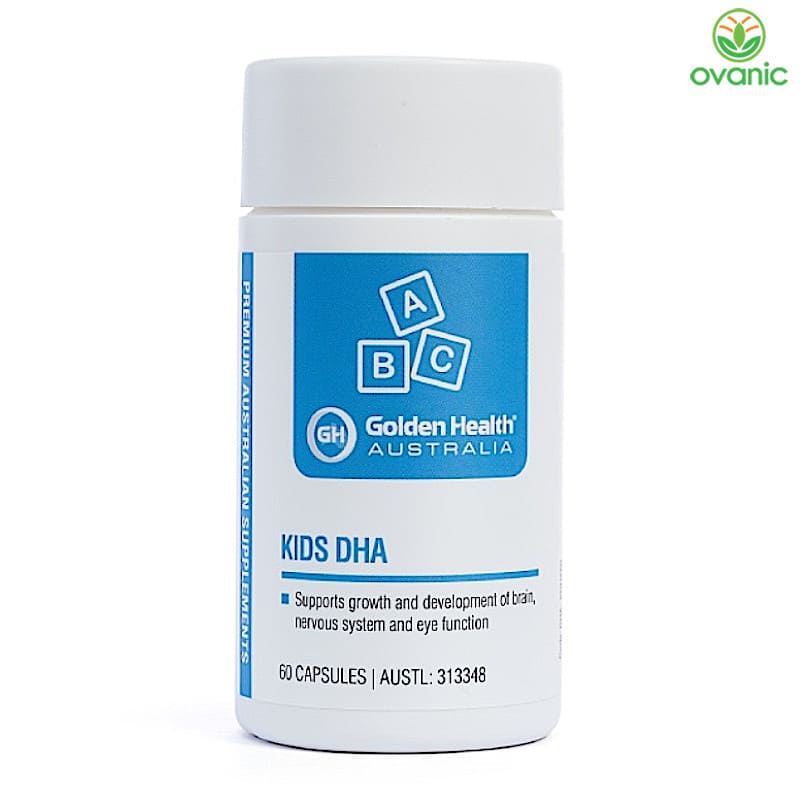 ovanic
A
B C
GH Golden Health®
AUSTRALIA
PREMIUM AUSTRALIAN SUPPLEMENTS
KIDS DHA
Supports growth and development of brain,
nervous system and eye function
60 CAPSULES | AUSTL: 313348